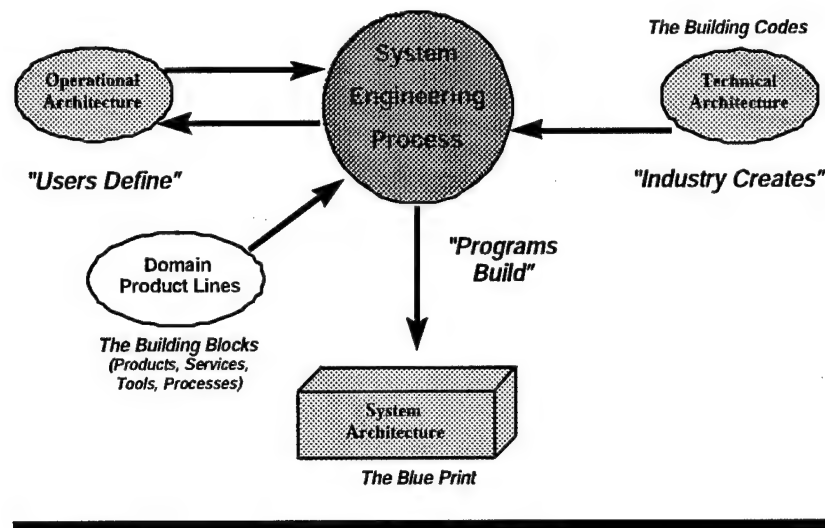 The Building Codes
Operational
Architecture
System
Engineering
Process
Technical
Architecture
"Users Define"
"Industry Creates"
Domain
Product Lines
"Programs
Build"
The Building Blocks
(Products, Services,
Tools, Processes)
System
Architecture
The Blue Print